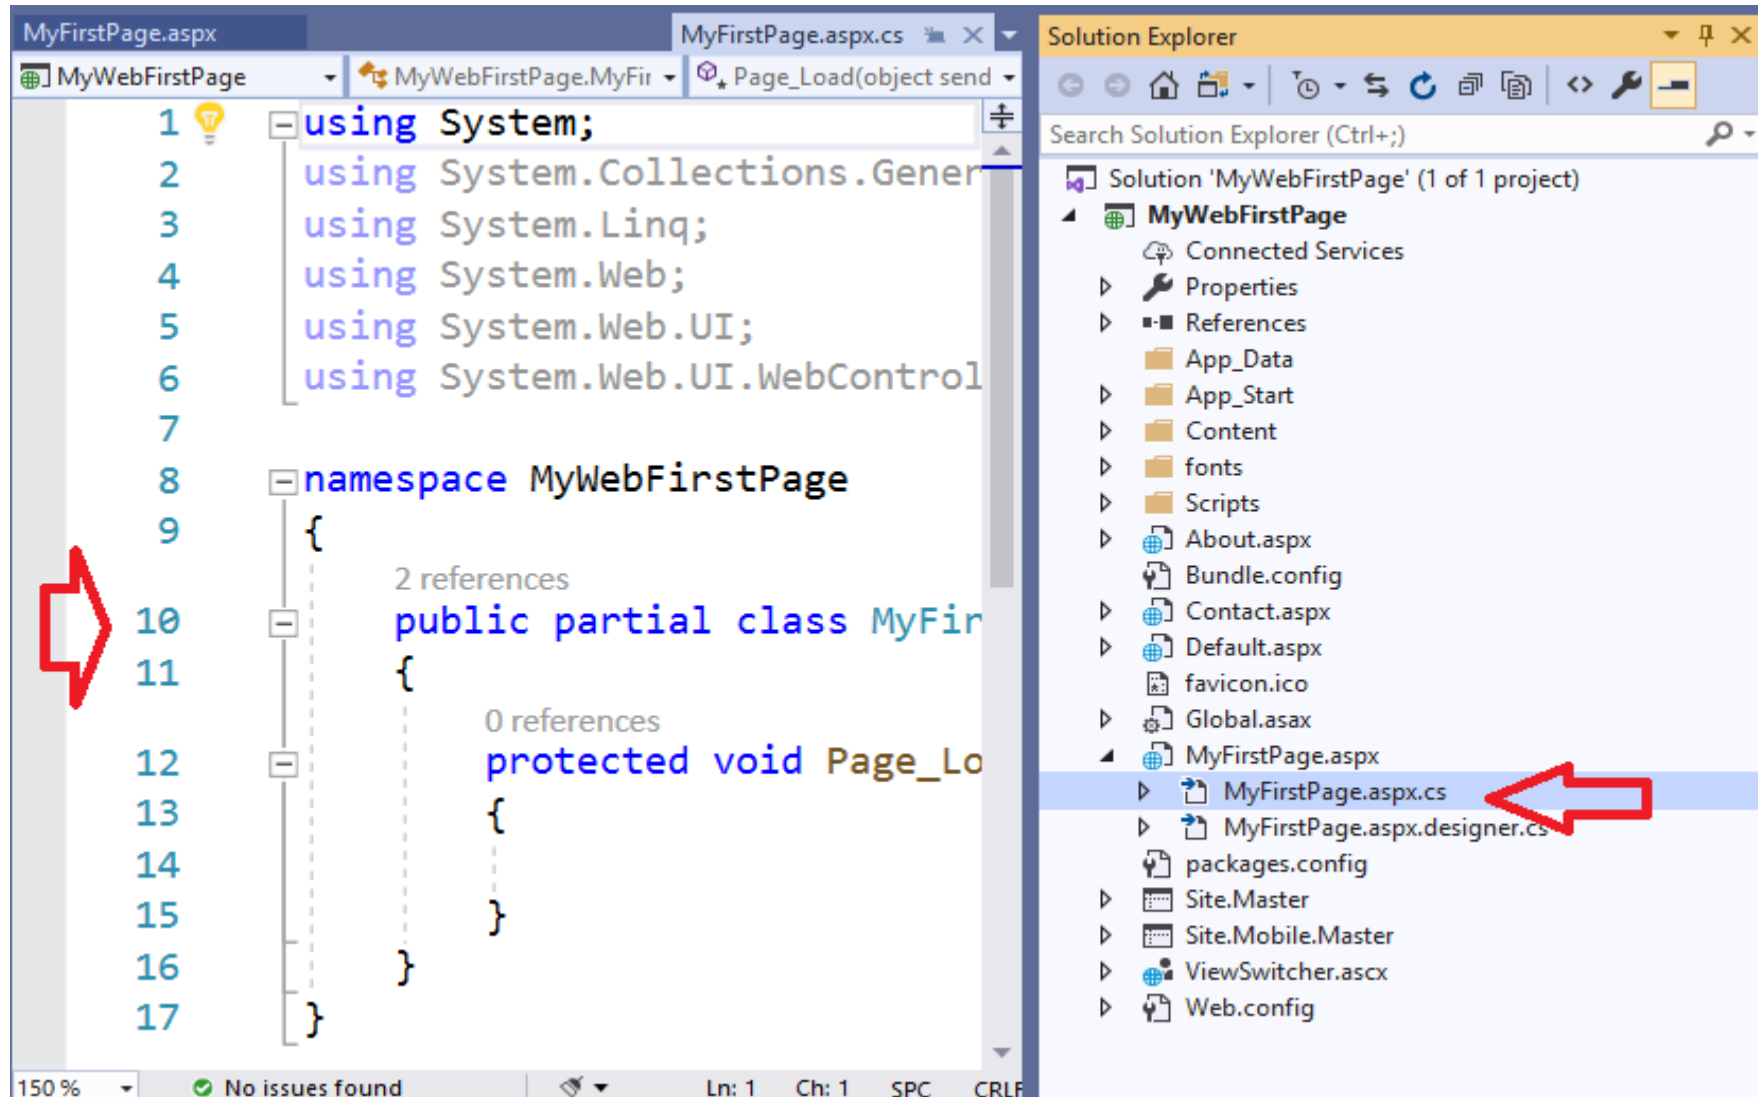 MyFirstPage.aspx
MyFirstPage.aspx.cs
MyWebFirstPage
MyWebFirstPage.MyFir
Page_Load(object send
1 using System;
2 using System.Collections.Gener
3 using System.Linq;
4 using System.Web;
5 using System.Web.UI;
6 using System.Web.UI.WebControl
7
8 namespace MyWebFirstPage
9 {
2 references
10 public partial class MyFir
11 {
0 references
12 protected void Page_Lo
13 {
14
15 }
16 }
17 }
150 %
No issues found
Ln: 1 Ch: 1 SPC CRLF
Solution Explorer
Search Solution Explorer (Ctrl+;)
Solution 'MyWebFirstPage' (1 of 1 project)
MyWebFirstPage
Connected Services
Properties
References
App_Data
App_Start
Content
fonts
Scripts
About.aspx
Bundle.config
Contact.aspx
Default.aspx
favicon.ico
Global.asax
MyFirstPage.aspx
MyFirstPage.aspx.cs
MyFirstPage.aspx.designer.cs
packages.config
Site.Master
Site.Mobile.Master
ViewSwitcher.ascx
Web.config